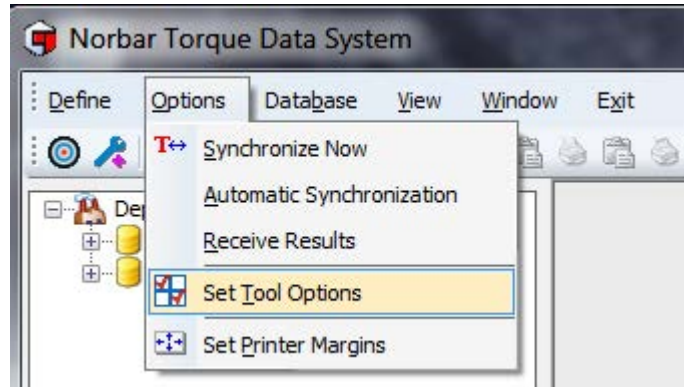 Norbar Torque Data System
Define Options Database View Window Exit
T Synchronize Now
Automatic Synchronization
Receive Results
Set Tool Options
Set Printer Margins